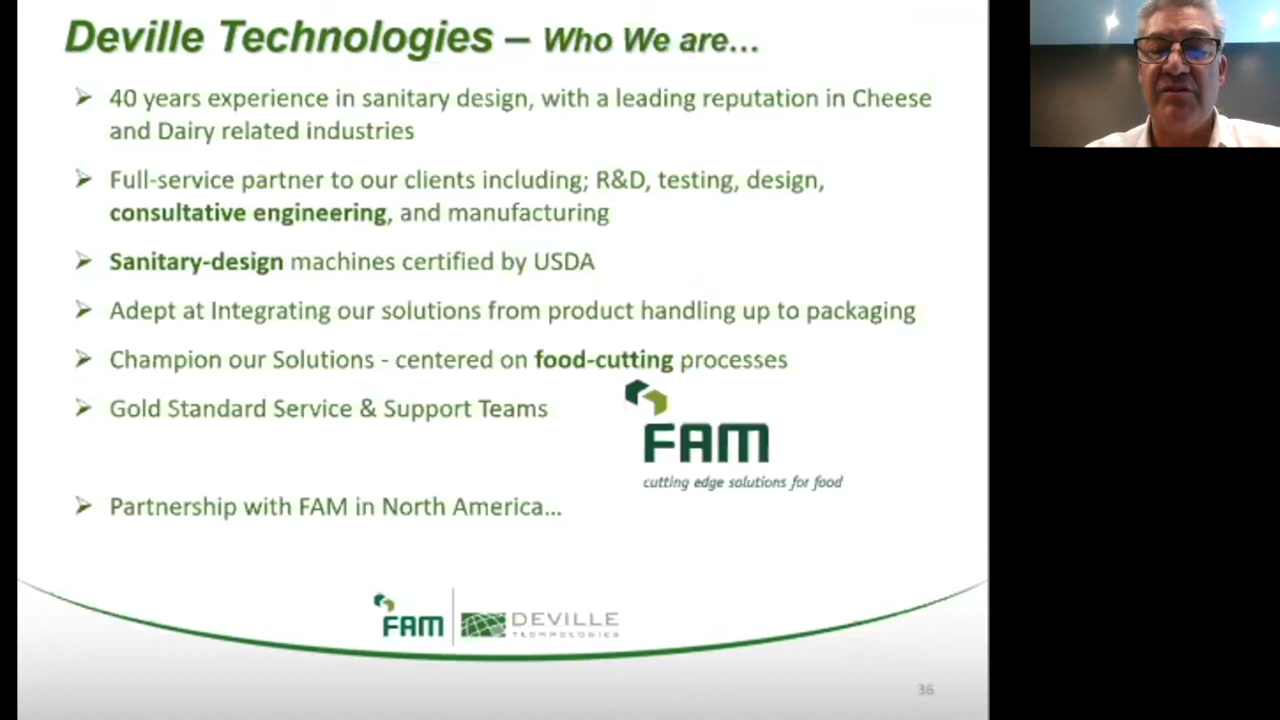 Deville Technologies – Who We are...
40 years experience in sanitary design, with a leading reputation in Cheese
and Dairy related industries
Full-service partner to our clients including; R&D, testing, design,
consultative engineering, and manufacturing
Sanitary-design machines certified by USDA
Adept at Integrating our solutions from product handling up to packaging
Champion our Solutions - centered on food-cutting processes
Gold Standard Service & Support Teams
FAM
cutting edge solutions for food
Partnership with FAM in North America...
FAM
DEVILLE
TECHNOLOGIES
36